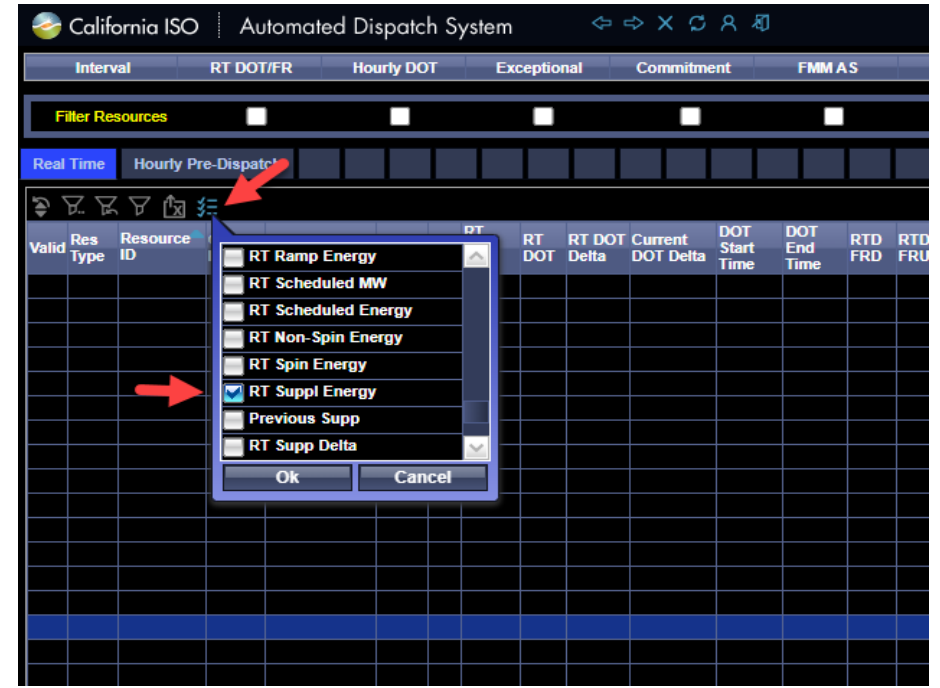 California ISO Automated Dispatch System
Interval RT DOT/FR Hourly DOT Exceptional Commitment FMM AS
Filter Resources
Real Time Hourly Pre-Dispatch
Valid Res Type Resource ID RT RT DOT RT DOT Delta Current DOT Delta DOT Start Time DOT End Time RTD FRD RTD FRU
RT Ramp Energy
RT Scheduled MW
RT Scheduled Energy
RT Non-Spin Energy
RT Spin Energy
RT Suppl Energy
Previous Supp
RT Supp Delta
Ok Cancel